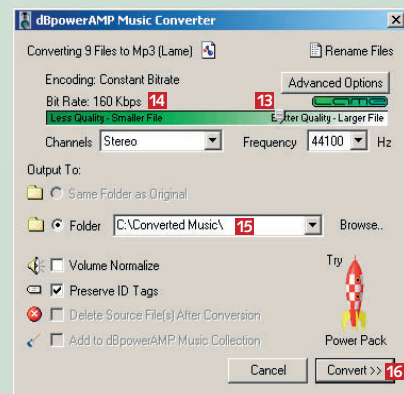 dBpowerAMP Music Converter
Converting 9 Files to Mp3 (Lame) Rename Files
Encoding: Constant Bitrate Advanced Options
Bit Rate: 160 Kbps 14 13 Lame
Less Quality - Smaller File Better Quality - Larger File
Channels Stereo Frequency 44100 Hz
Output To:
Same Folder as Original
Folder C:\Converted Music\ 15 Browse..
Volume Normalize Try
Preserve ID Tags
Delete Source File(s) After Conversion
Add to dBpowerAMP Music Collection Power Pack
Cancel Convert >> 16